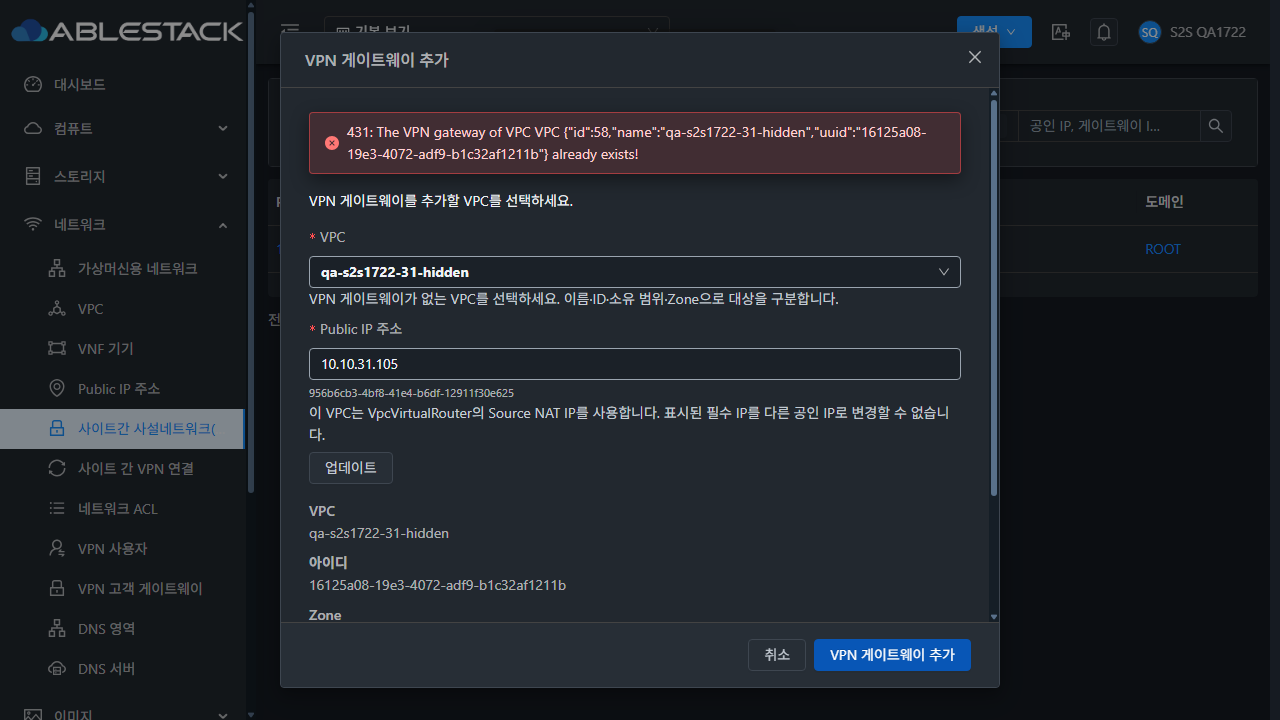 ABLESTACK
기본 보기
생성
SQ
S2S QA1722
대시보드
컴퓨트
스토리지
네트워크
가상머신용 네트워크
VPC
VNF 기기
Public IP 주소
사이트간 사설네트워크(
사이트 간 VPN 연결
네트워크 ACL
VPN 사용자
VPN 고객 게이트웨이
DNS 영역
DNS 서버
이미지
공인 IP, 게이트웨이 I...
도메인
ROOT
VPN 게이트웨이 추가
431: The VPN gateway of VPC VPC {"id":58,"name":"qa-s2s1722-31-hidden","uuid":"16125a08-
19e3-4072-adf9-b1c32af1211b"} already exists!
VPN 게이트웨이를 추가할 VPC를 선택하세요.
* VPC
qa-s2s1722-31-hidden
VPN 게이트웨이가 없는 VPC를 선택하세요. 이름·ID·소유 범위·Zone으로 대상을 구분합니다.
* Public IP 주소
10.10.31.105
956b6cb3-4bf8-41e4-b6df-12911f30e625
이 VPC는 VpcVirtualRouter의 Source NAT IP를 사용합니다. 표시된 필수 IP를 다른 공인 IP로 변경할 수 없습니
다.
업데이트
VPC
qa-s2s1722-31-hidden
아이디
16125a08-19e3-4072-adf9-b1c32af1211b
Zone
취소
VPN 게이트웨이 추가